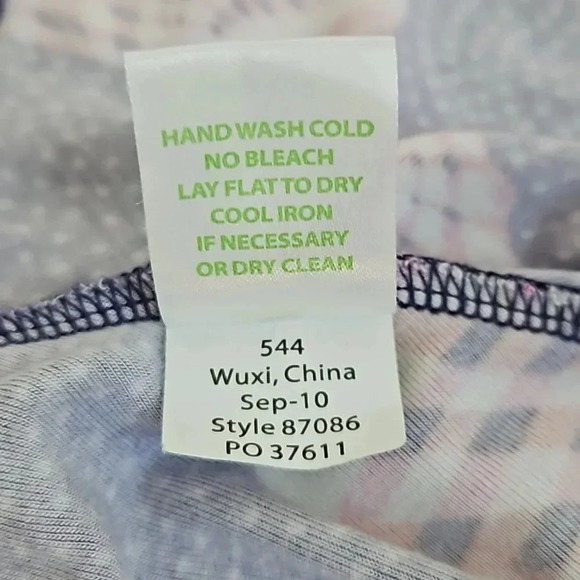 HAND WASH COLD
NO BLEACH
LAY FLAT TO DRY
COOL IRON
IF NECESSARY
OR DRY CLEAN
544
Wuxi, China
Sep-10
Style 87086
PO 37611